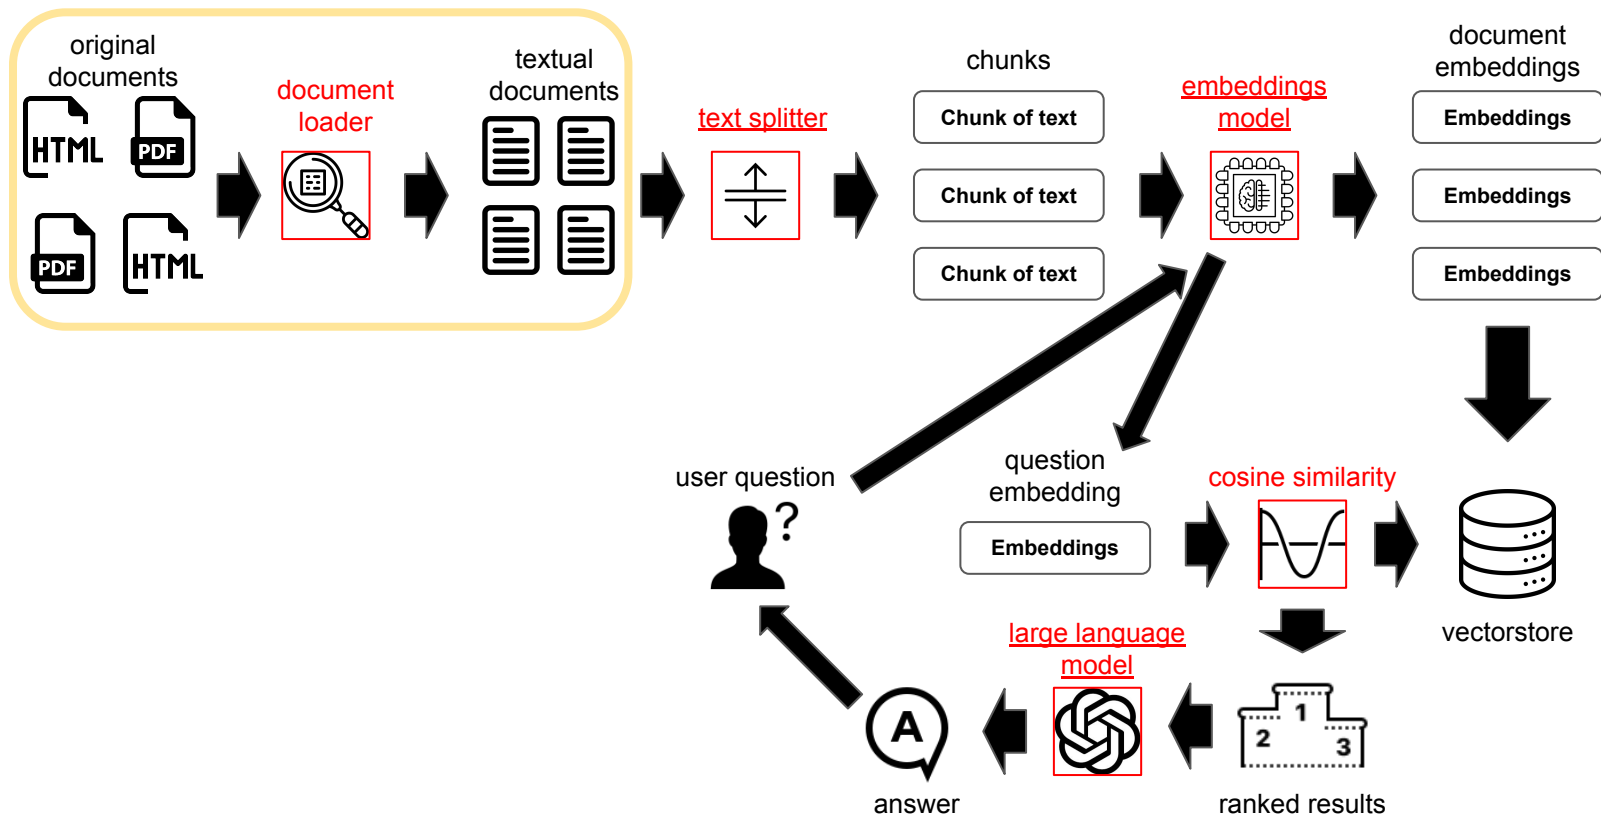 original
documents
HTML
PDF
PDF
HTML
document
loader
textual
documents
text splitter
chunks
Chunk of text
Chunk of text
Chunk of text
embeddings
model
document
embeddings
Embeddings
Embeddings
Embeddings
user question
?
question
embedding
Embeddings
cosine similarity
vectorstore
large language
model
A
answer
1
2
3
ranked results